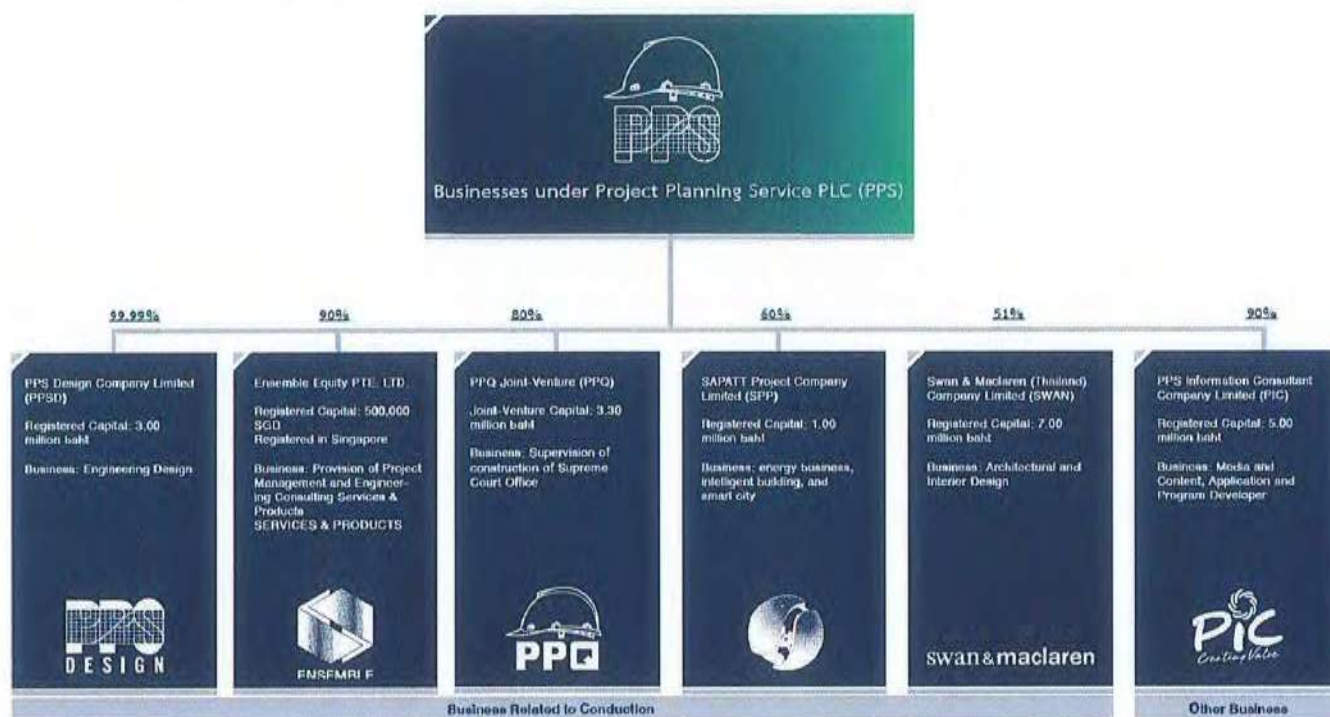 PPS
Businesses under Project Planning Service PLC (PPS)
99.99%
90%
80%
60%
51%
90%
PPS Design Company Limited
(PPSD)
Registered Capital: 3.00
million baht
Business: Engineering Design
PPS
DESIGN
Ensemble Equity PTE. LTD.
Registered Capital: 500,000
SGD
Registered in Singapore
Business: Provision of Project
Management and Engineer-
ing Consulting Services &
Products
SERVICES & PRODUCTS
ENSEMBLE
PPQ Joint-Venture (PPQ)
Joint-Venture Capital: 3.30
million baht
Business: Supervision of
construction of Supreme
Court Office
PPQ
SAPATT Project Company
Limited (SPP)
Registered Capital: 1.00
million baht
Business: energy business,
intelligent building, and
smart city
Swan & Maclaren (Thailand)
Company Limited (SWAN)
Registered Capital: 7.00
million baht
Business: Architectural and
Interior Design
swan&maclaren
PPS Information Consultant
Company Limited (PIC)
Registered Capital: 5.00
million baht
Business: Media and
Content, Application and
Program Developer
PiC
Creating Value
Business Related to Conduction
Other Business